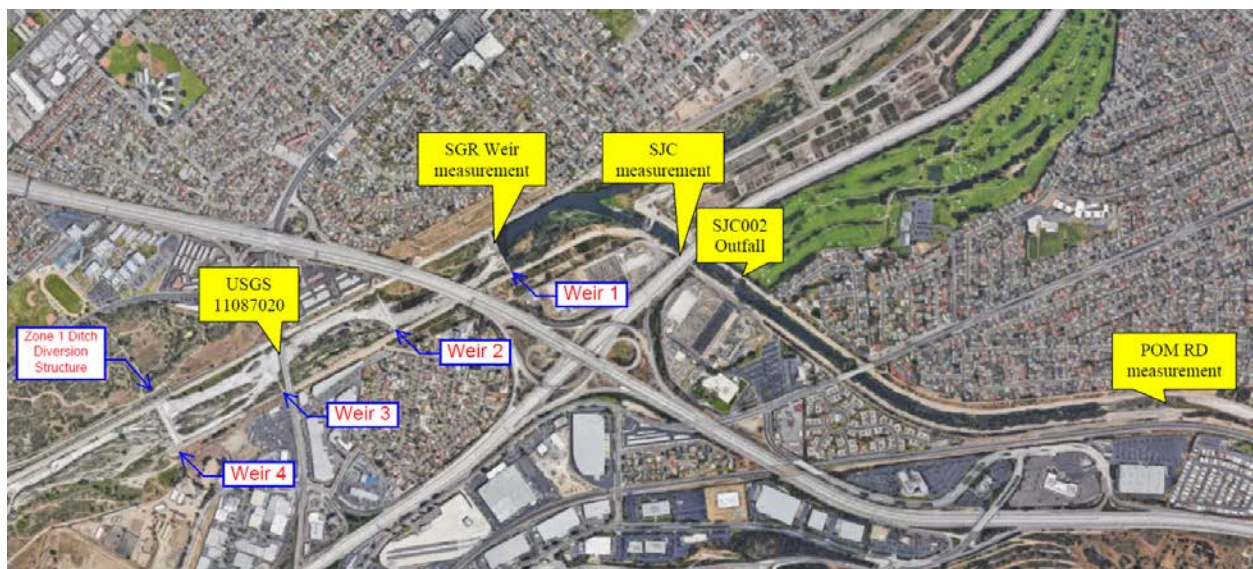 SGR Weir
measurement
SJC
measurement
SJC002
Outfall
USGS
11087020
Weir 1
Zone 1 Ditch
Diversion
Structure
Weir 2
POM RD
measurement
Weir 3
Weir 4